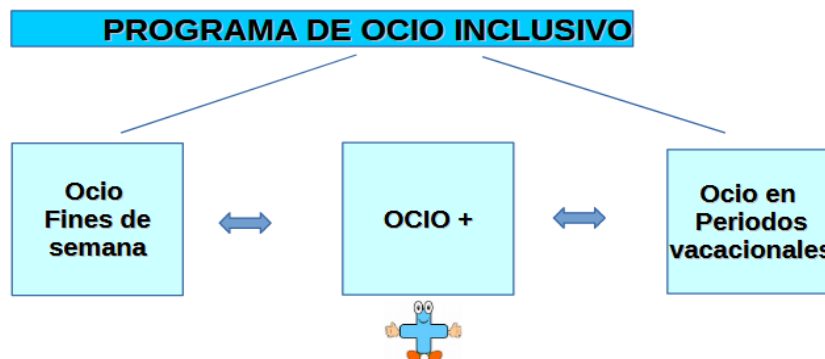 PROGRAMA DE OCIO INCLUSIVO
Ocio
Fines de
semana
OCIO +
Ocio en
Periodos
vacacionales